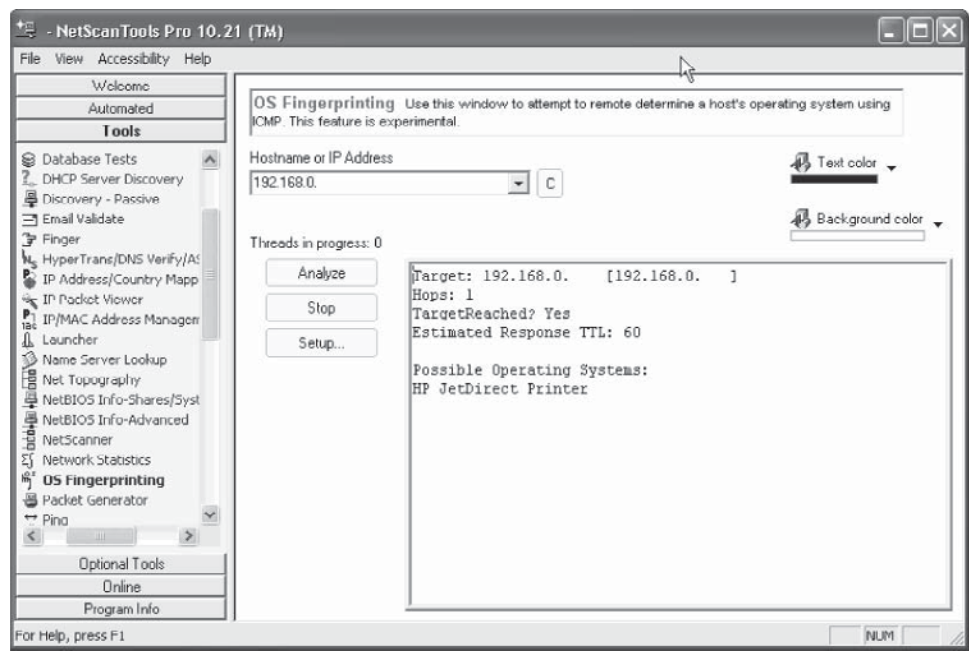 - NetScanTools Pro 10.21 (TM)
File View Accessibility Help
Welcome
Automated
Tools
Database Tests
DHCP Server Discovery
Discovery - Passive
Email Validate
Finger
HyperTrans/DNS Verify/AS
IP Address/Country Mapp
IP Packet Viewer
IP/MAC Address Managem
Launcher
Name Server Lookup
Net Topography
NetBIOS Info-Shares/Syst
NetBIOS Info-Advanced
NetScanner
Network Statistics
OS Fingerprinting
Packet Generator
Ping
Optional Tools
Online
Program Info
OS Fingerprinting Use this window to attempt to remote determine a host's operating system using
ICMP. This feature is experimental.
Hostname or IP Address
192.168.0.
C
Text color
Background color
Threads in progress: 0
Analyze
Stop
Setup...
Target: 192.168.0. [192.168.0. ]
Hops: 1
TargetReached? Yes
Estimated Response TTL: 60
Possible Operating Systems:
HP JetDirect Printer
For Help, press F1
NUM